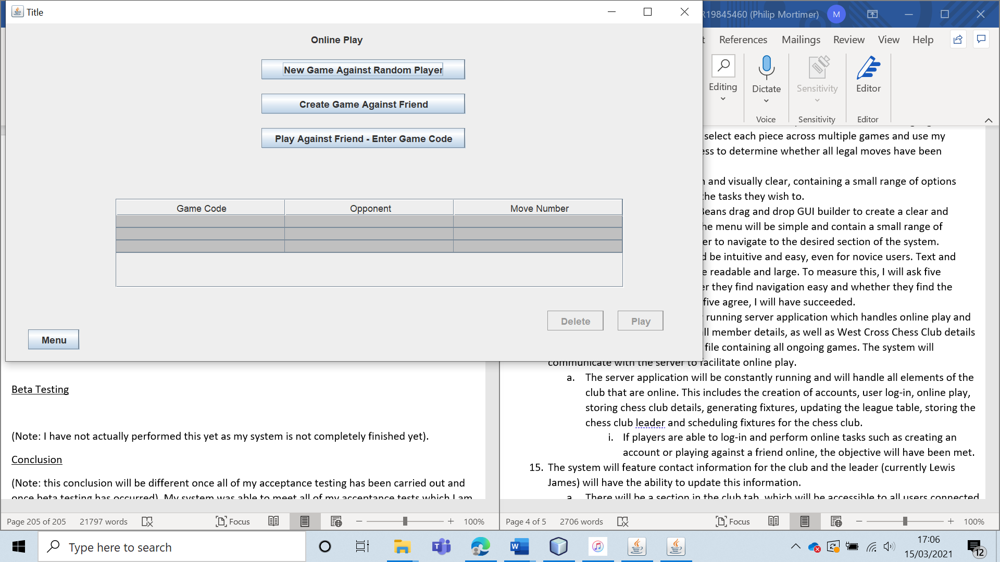 Title
Online Play
New Game Against Random Player
Create Game Against Friend
Play Against Friend - Enter Game Code
Game Code Opponent Move Number
Delete Play
Menu
R19845460 (Philip Mortimer) M
References Mailings Review View Help
Editing Dictate Sensitivity Editor
Voice Sensitivity Editor
select each piece across multiple games and use my
ess to determine whether all legal moves have been
and visually clear, containing a small range of options
the tasks they wish to.
Beans drag and drop GUI builder to create a clear and
he menu will be simple and contain a small range of
er to navigate to the desired section of the system.
d be intuitive and easy, even for novice users. Text and
e readable and large. To measure this, I will ask five
er they find navigation easy and whether they find the
five agree, I will have succeeded.
running server application which handles online play and
ll member details, as well as West Cross Chess Club details
file containing all ongoing games. The system will
communicate with the server to facilitate online play.
a. The server application will be constantly running and will handle all elements of the
club that are online. This includes the creation of accounts, user log-in, online play,
storing chess club details, generating fixtures, updating the league table, storing the
chess club leader and scheduling fixtures for the chess club.
i. If players are able to log-in and perform online tasks such as creating an
account or playing against a friend online, the objective will have been met.
15. The system will feature contact information for the club and the leader (currently Lewis
James) will have the ability to update this information.
a. There will be a section in the club tab, which will be accessible to all users connected
Beta Testing
(Note: I have not actually performed this yet as my system is not completely finished yet).
Conclusion
(Note: this conclusion will be different once all of my acceptance testing has been carried out and
once beta testing has occurred). My system was able to meet all of my acceptance tests which I am
Page 205 of 205 21797 words Focus 100%
Page 4 of 5 2706 words Focus 100%
Type here to search
17:06
15/03/2021
12